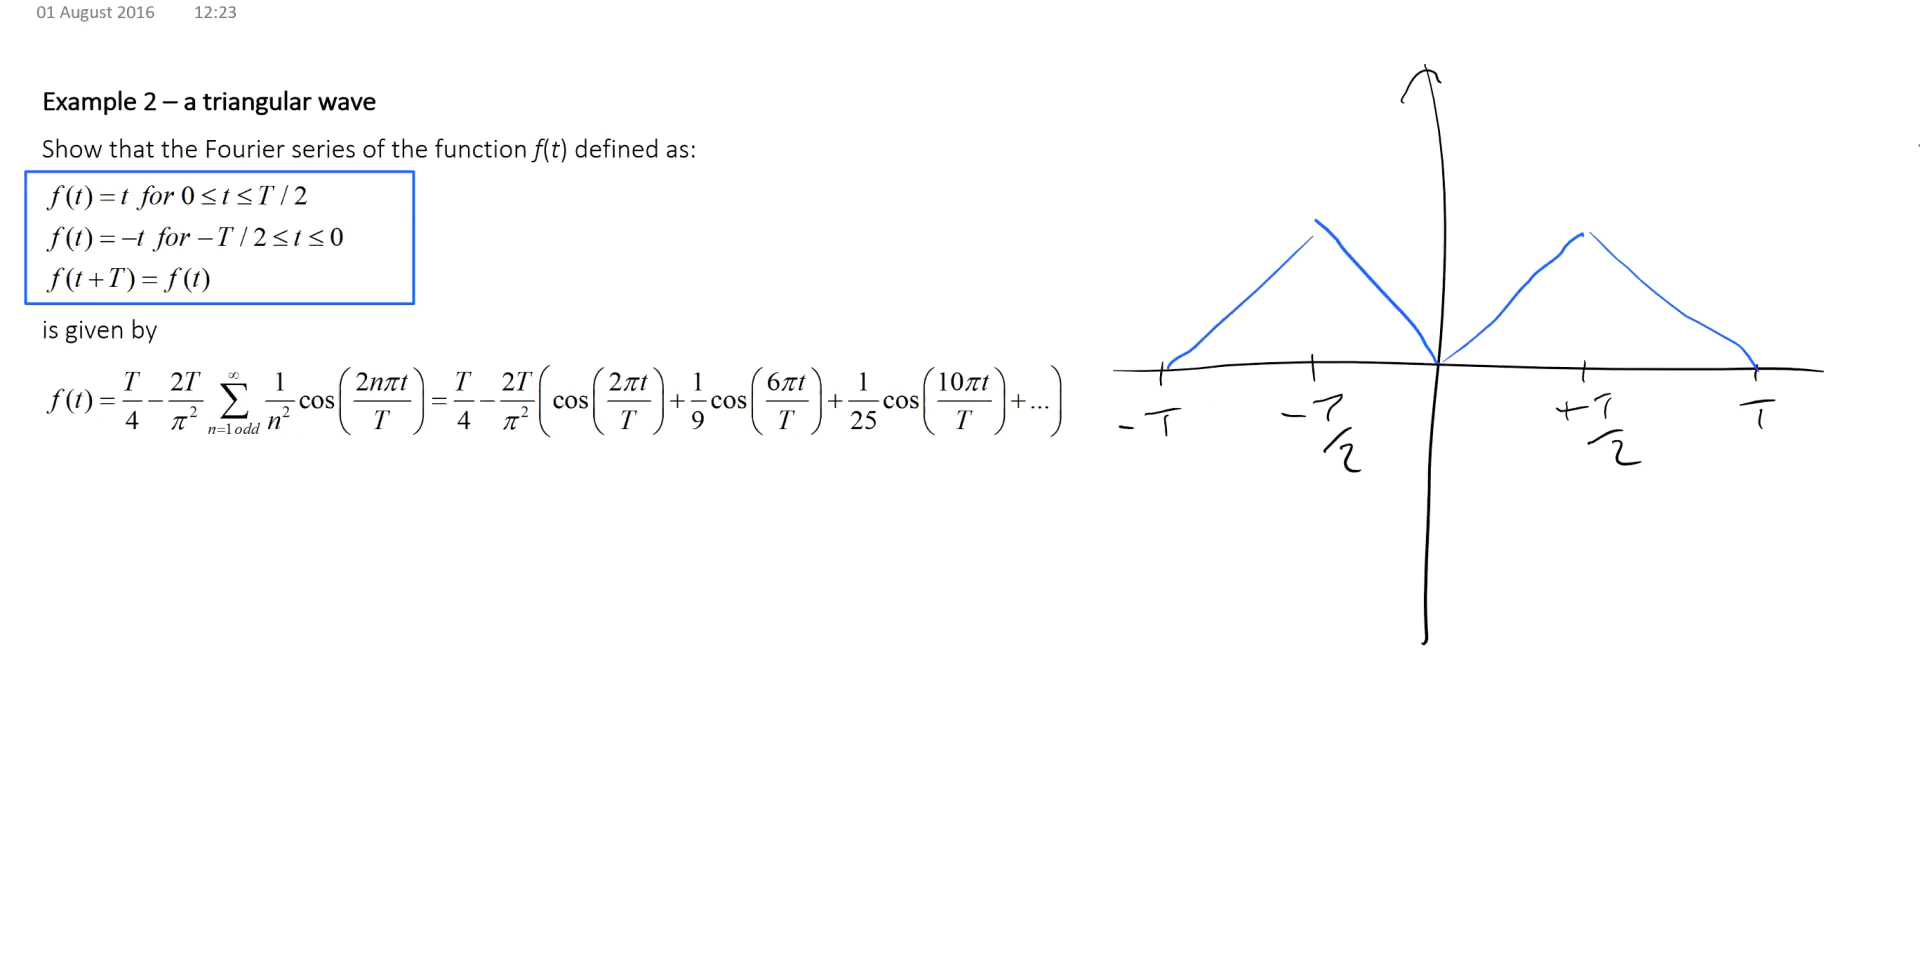 01 August 2016 12:23
Example 2 – a triangular wave
Show that the Fourier series of the function f(t) defined as:
f(t) = t for 0 ≤ t ≤ T / 2
f(t) = –t for – T / 2 ≤ t ≤ 0
f(t + T) = f(t)
is given by
f(t) = T/4 − 2T/π² ∑_{n=1 odd}^{∞} 1/n² cos(2nπt/T) = T/4 − 2T/π² (cos(2πt/T) + 1/9 cos(6πt/T) + 1/25 cos(10πt/T) + ...)
-T -T/2 +T/2 T